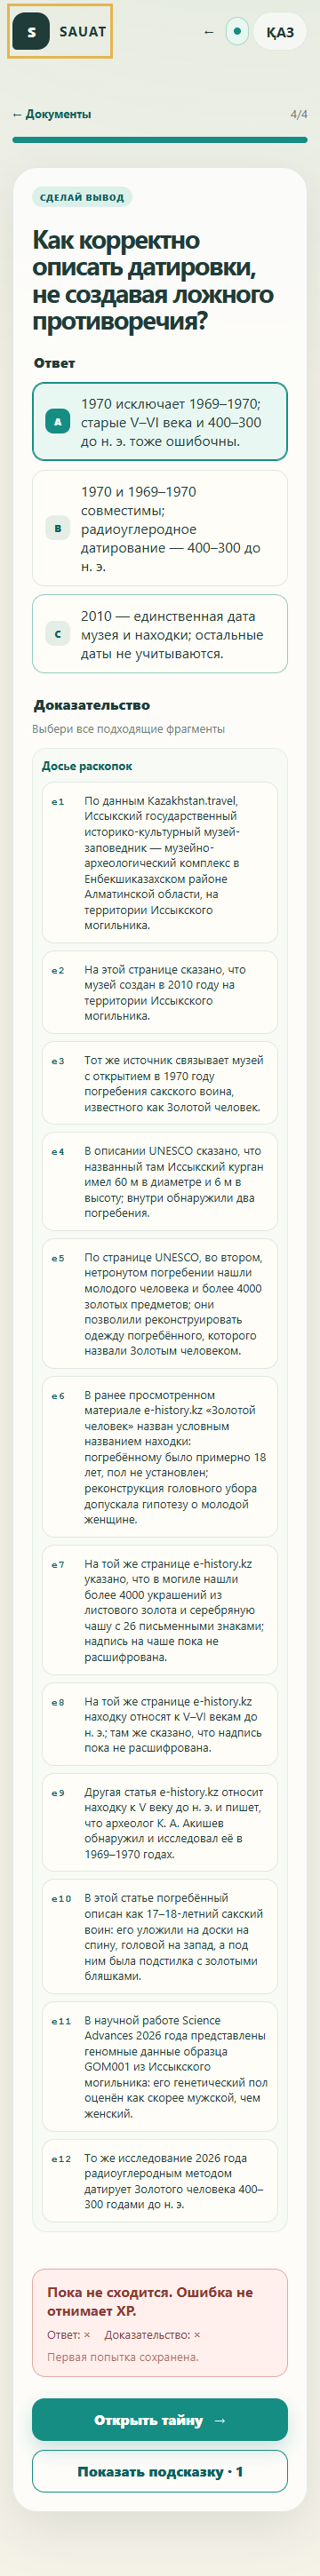 S SAUAT ← ҚАЗ
← Документы 4/4
СДЕЛАЙ ВЫВОД
Как корректно
описать датировки,
не создавая ложного
противоречия?
Ответ
A 1970 исключает 1969–1970;
старые V–VI века и 400–300
до н. э. тоже ошибочны.
B 1970 и 1969–1970
совместимы;
радиоуглеродное
датирование — 400–300 до
н. э.
C 2010 — единственная дата
музея и находки; остальные
даты не учитываются.
Доказательство
Выбери все подходящие фрагменты
Досье раскопок
e1 По данным Kazakhstan.travel,
Иссыкский государственный
историко-культурный музей-
заповедник — музейно-
археологический комплекс в
Енбекшиказахском районе
Алматинской области, на
территории Иссыкского
могильника.
e2 На этой странице сказано, что
музей создан в 2010 году на
территории Иссыкского
могильника.
e3 Тот же источник связывает музей
с открытием в 1970 году
погребения сакского воина,
известного как Золотой человек.
e4 В описании UNESCO сказано, что
названный там Иссыкский курган
имел 60 м в диаметре и 6 м в
высоту; внутри обнаружили два
погребения.
e5 По странице UNESCO, во втором,
нетронутом погребении нашли
молодого человека и более 4000
золотых предметов; они
позволили реконструировать
одежду погребённого, которого
назвали Золотым человеком.
e6 В ранее просмотренном
материале e-history.kz «Золотой
человек» назван условным
названием находки:
погребённому было примерно 18
лет, пол не установлен;
реконструкция головного убора
допускала гипотезу о молодой
женщине.
e7 На той же странице e-history.kz
указано, что в могиле нашли
более 4000 украшений из
листового золота и серебряную
чашу с 26 письменными знаками;
надпись на чаше пока не
расшифрована.
e8 На той же странице e-history.kz
находку относят к V–VI векам до
н. э.; там же сказано, что надпись
пока не расшифрована.
e9 Другая статья e-history.kz относит
находку к V веку до н. э. и пишет,
что археолог К. А. Акишев
обнаружил и исследовал её в
1969–1970 годах.
e10 В этой статье погребённый
описан как 17–18-летний сакский
воин: его уложили на доски на
спину, головой на запад, а под
ним была подстилка с золотыми
бляшками.
e11 В научной работе Science
Advances 2026 года представлены
геномные данные образца
GOM001 из Иссыкского
могильника: его генетический пол
оценён как скорее мужской, чем
женский.
e12 То же исследование 2026 года
радиоуглеродным методом
датирует Золотого человека 400–
300 годами до н. э.
Пока не сходится. Ошибка не
отнимает XP.
Ответ: × Доказательство: ×
Первая попытка сохранена.
Открыть тайну →
Показать подсказку · 1